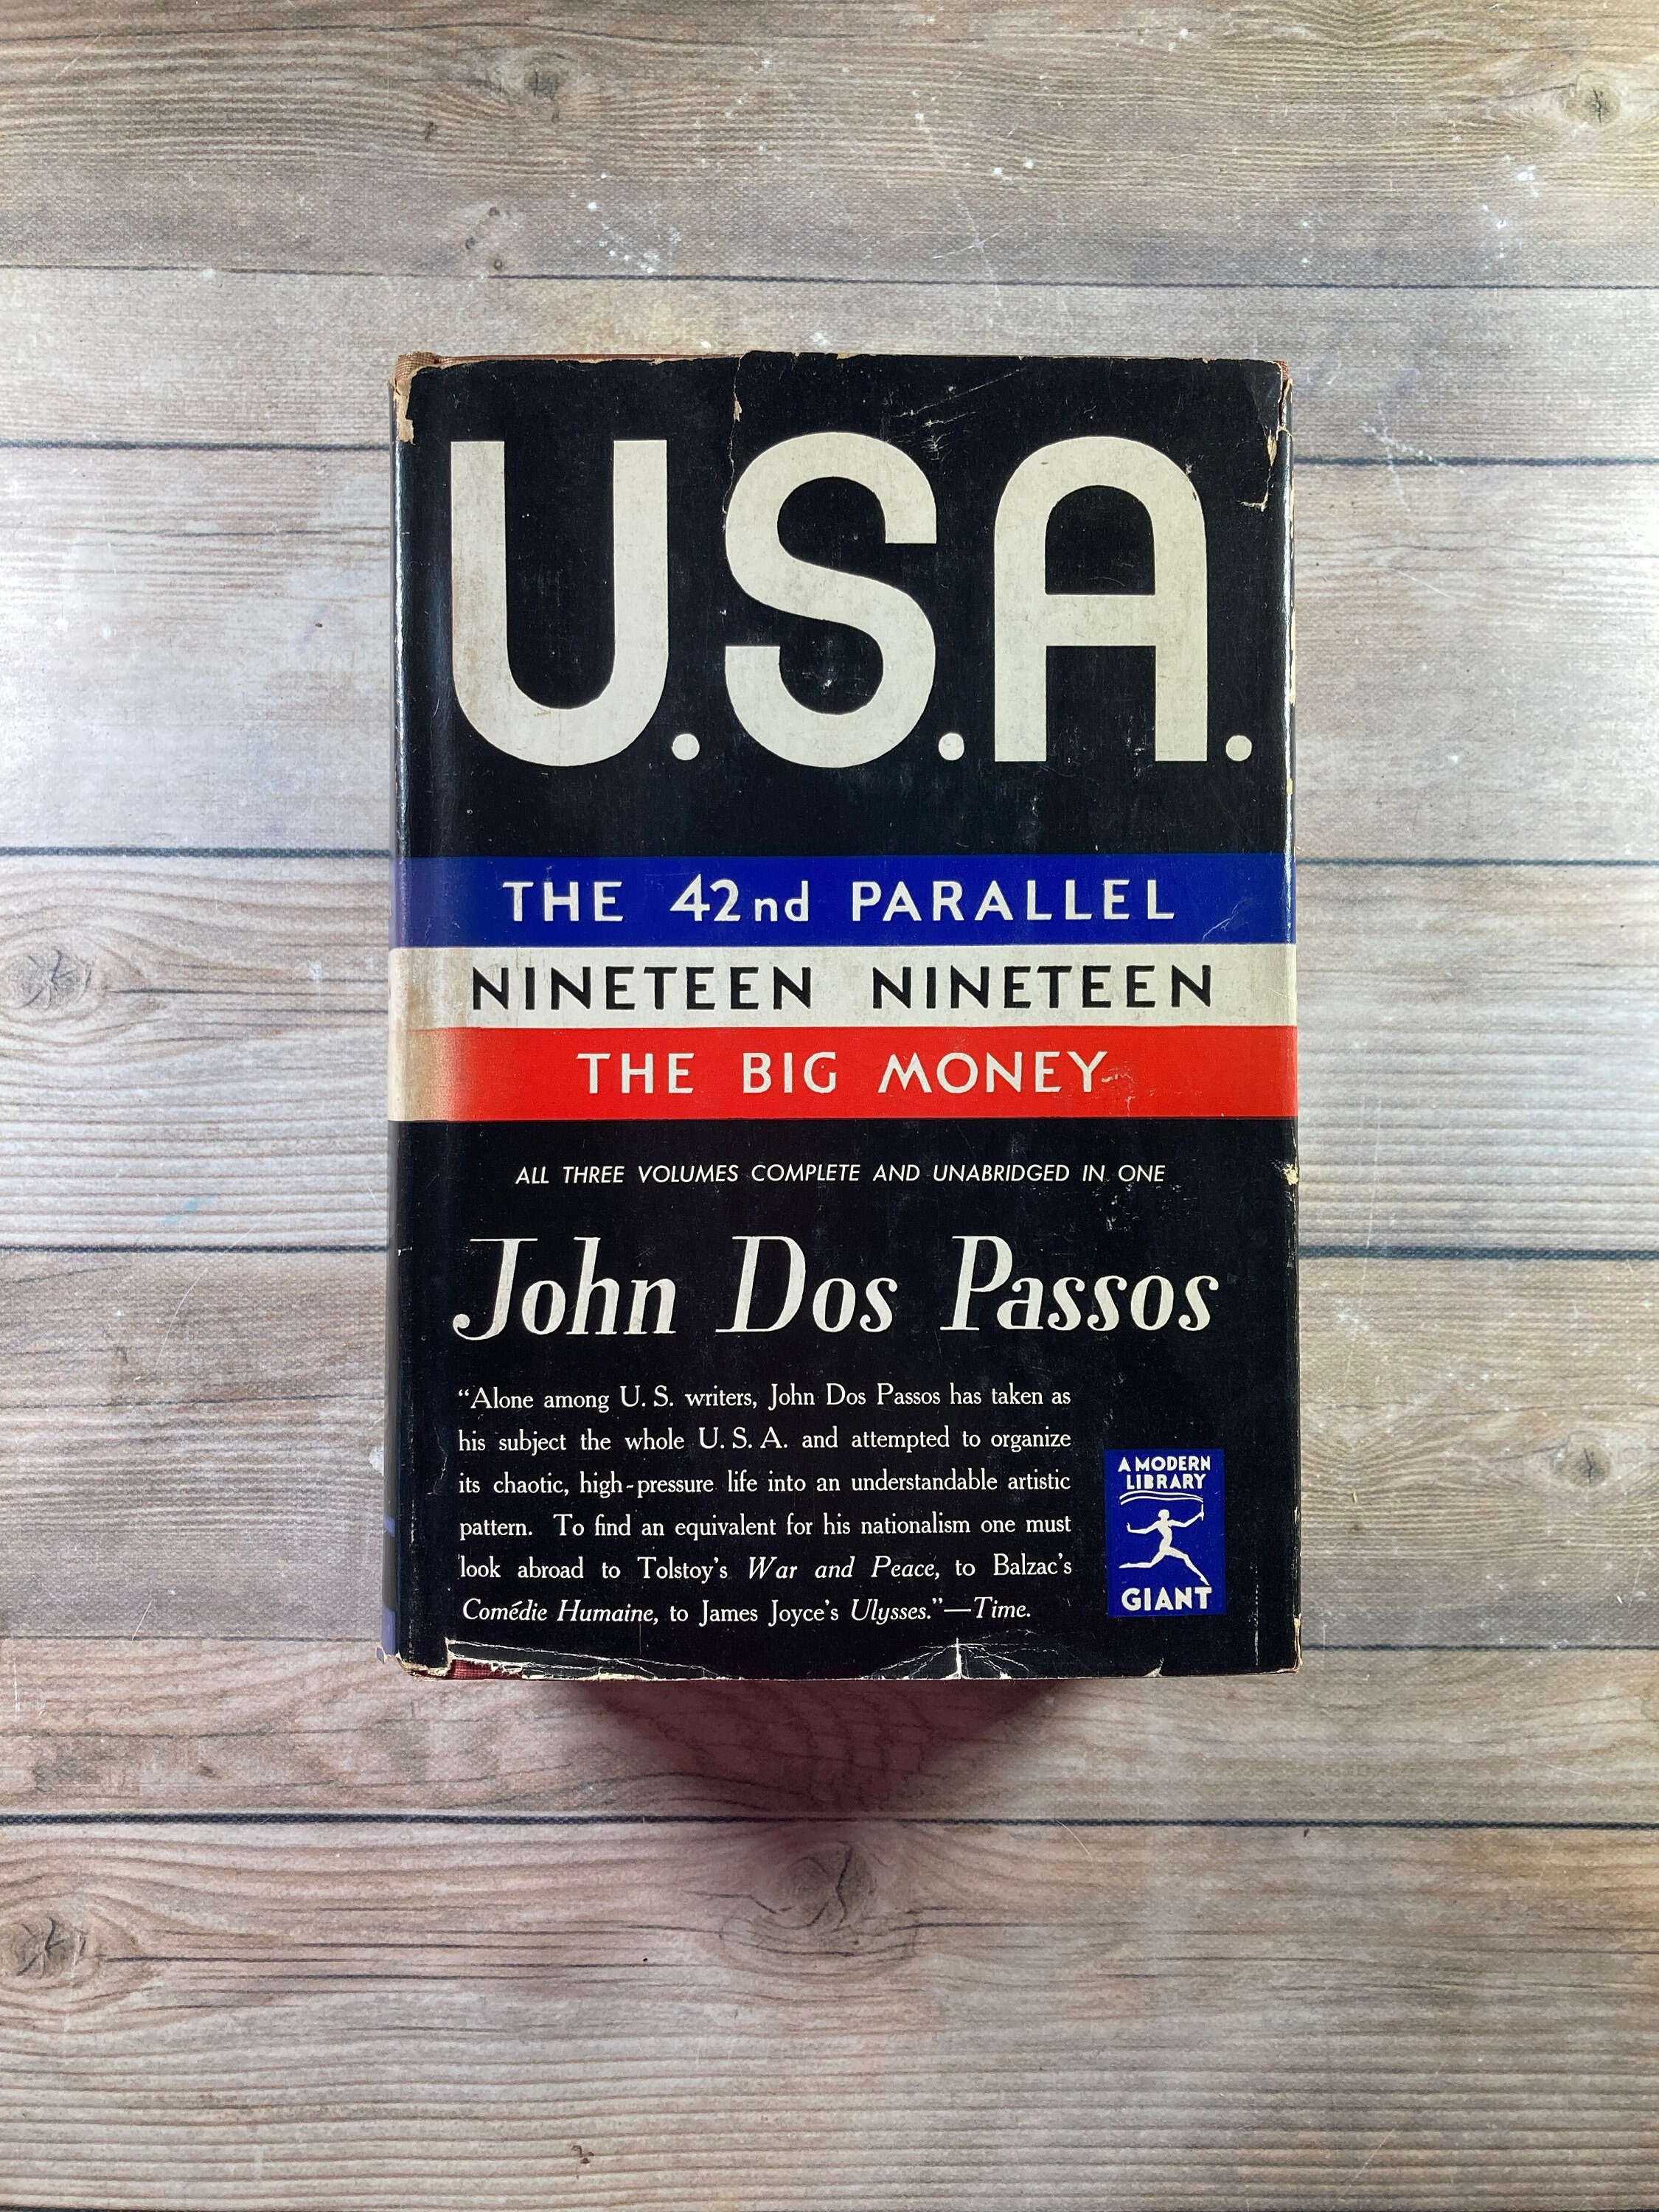 U.S.A.
THE 42nd PARALLEL
NINETEEN NINETEEN
THE BIG MONEY
ALL THREE VOLUMES COMPLETE AND UNABRIDGED IN ONE
John Dos Passos
“Alone among U. S. writers, John Dos Passos has taken as
his subject the whole U. S. A. and attempted to organize
its chaotic, high-pressure life into an understandable artistic
pattern. To find an equivalent for his nationalism one must
look abroad to Tolstoy’s War and Peace, to Balzac’s
Comédie Humaine, to James Joyce’s Ulysses.”—Time.
A MODERN
LIBRARY
GIANT